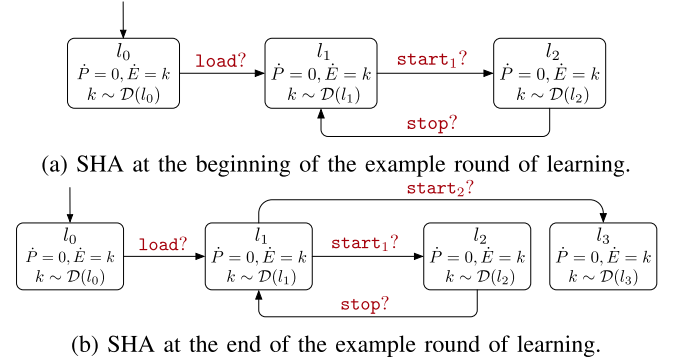 l₀
Ṗ = 0, Ė = k
k ∼ 𝒟(l₀)
load?
l₁
Ṗ = 0, Ė = k
k ∼ 𝒟(l₁)
start₁?
l₂
Ṗ = 0, Ė = k
k ∼ 𝒟(l₂)
stop?
(a) SHA at the beginning of the example round of learning.
start₂?
l₀
Ṗ = 0, Ė = k
k ∼ 𝒟(l₀)
load?
l₁
Ṗ = 0, Ė = k
k ∼ 𝒟(l₁)
start₁?
l₂
Ṗ = 0, Ė = k
k ∼ 𝒟(l₂)
l₃
Ṗ = 0, Ė = k
k ∼ 𝒟(l₃)
stop?
(b) SHA at the end of the example round of learning.